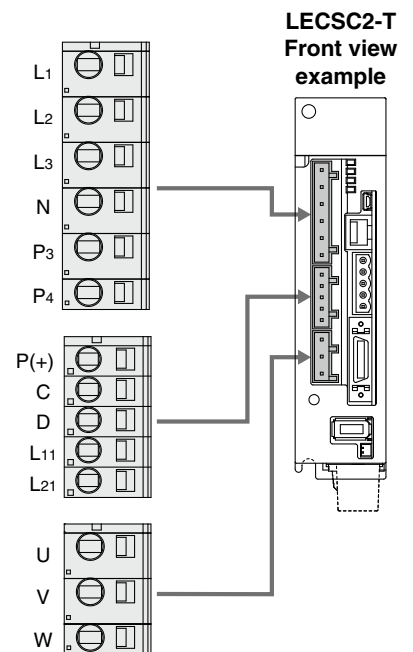 LECSC2-T
Front view
example
L1
L2
L3
N
P3
P4
P(+)
C
D
L11
L21
U
V
W